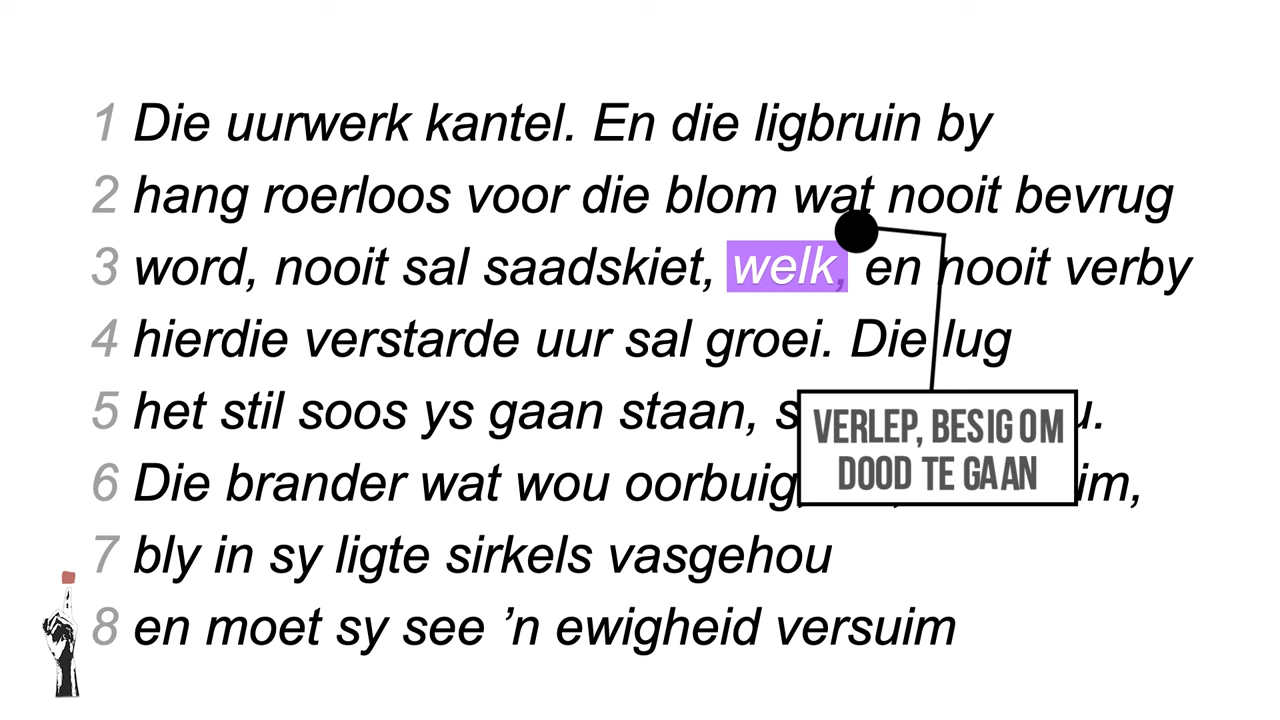 1 Die uurwerk kantel. En die ligbruin by
2 hang roerloos voor die blom wat nooit bevrug
3 word, nooit sal saadskiet, welk, en nooit verby
4 hierdie verstarde uur sal groei. Die lug
5 het stil soos ys gaan staan,
6 Die brander wat wou oorbuig,
7 bly in sy ligte sirkels vasgehou
8 en moet sy see ’n ewigheid versuim
VERLEP, BESIG OM
DOOD TE GAAN